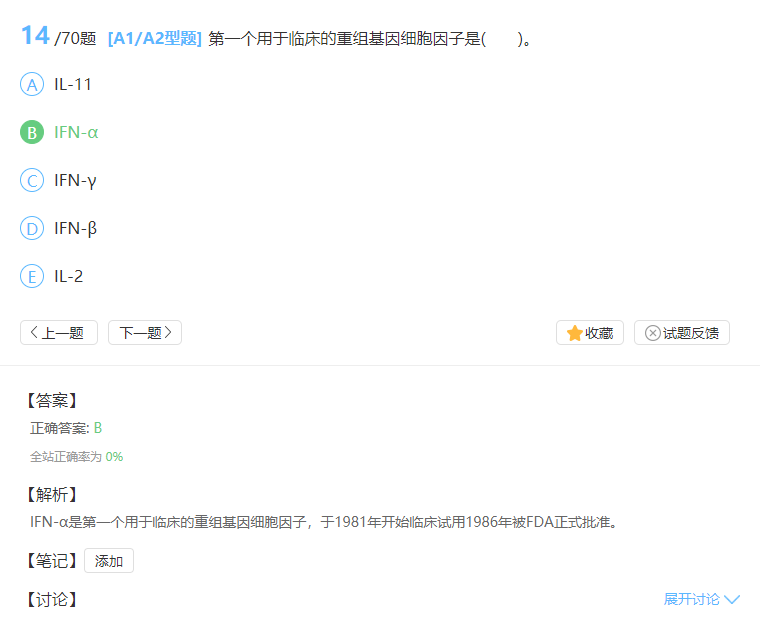 14 /70题 [A1/A2型题] 第一个用于临床的重组基因细胞因子是(　　)。
A IL-11
B IFN-α
C IFN-γ
D IFN-β
E IL-2
上一题 下一题 收藏 试题反馈
【答案】
正确答案: B
全站正确率为 0%
【解析】
IFN-α是第一个用于临床的重组基因细胞因子，于1981年开始临床试用1986年被FDA正式批准。
【笔记】 添加
【讨论】 展开讨论